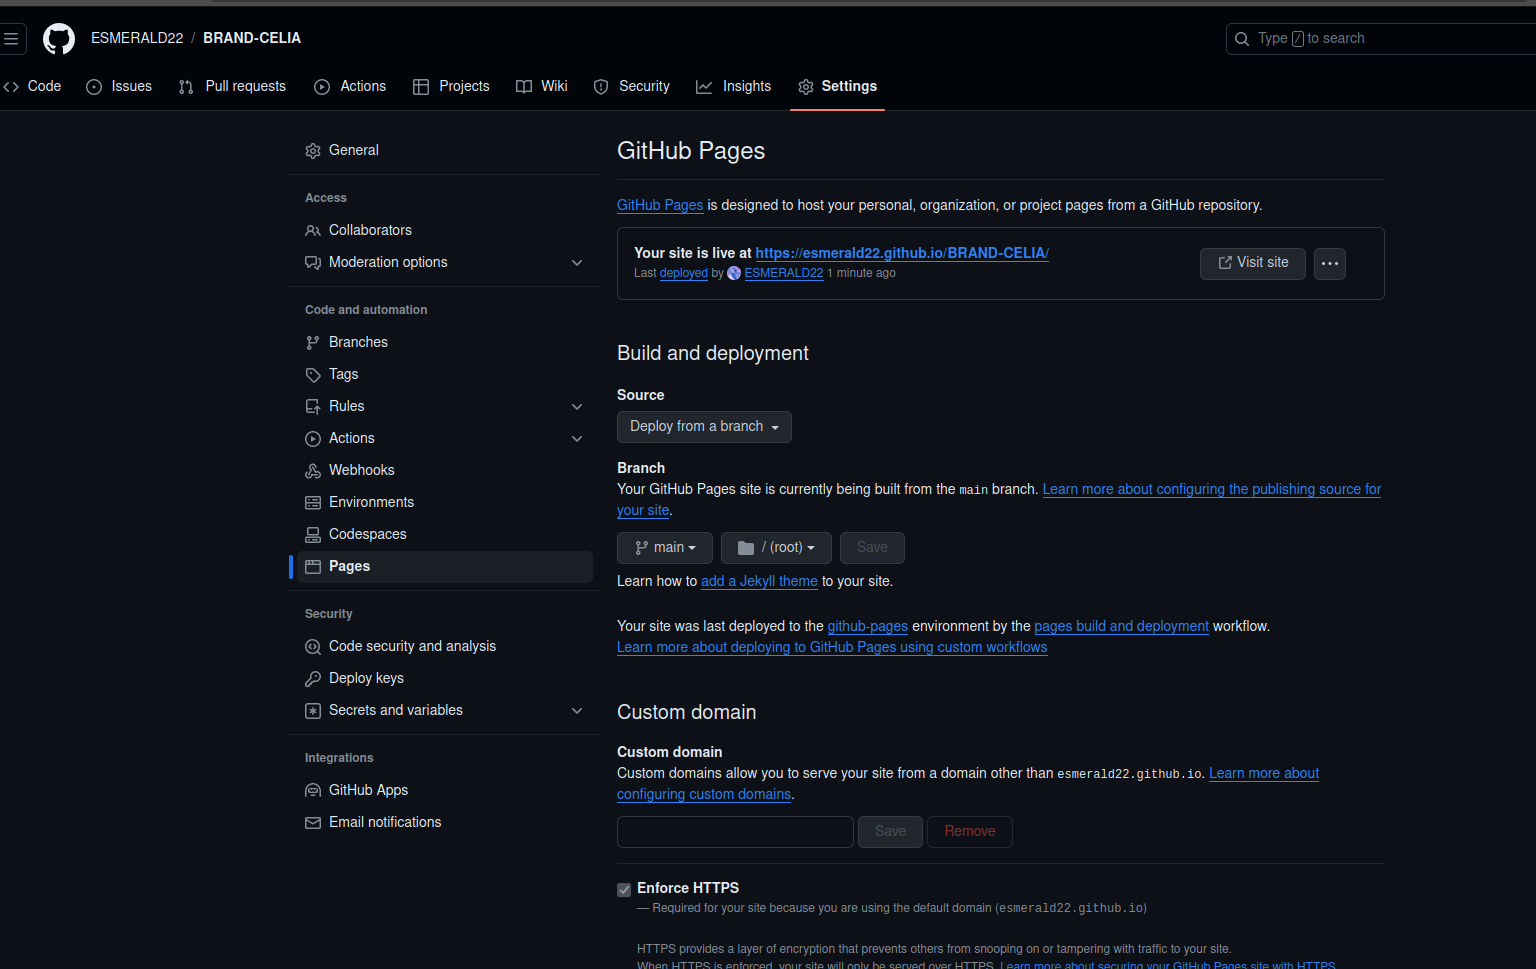 ESMERALD22 / BRAND-CELIA
Type / to search
Code Issues Pull requests Actions Projects Wiki Security Insights Settings
General
Access
Collaborators
Moderation options
Code and automation
Branches
Tags
Rules
Actions
Webhooks
Environments
Codespaces
Pages
Security
Code security and analysis
Deploy keys
Secrets and variables
Integrations
GitHub Apps
Email notifications
GitHub Pages
GitHub Pages is designed to host your personal, organization, or project pages from a GitHub repository.
Your site is live at https://esmerald22.github.io/BRAND-CELIA/
Last deployed by ESMERALD22 1 minute ago
Visit site
Build and deployment
Source
Deploy from a branch
Branch
Your GitHub Pages site is currently being built from the main branch. Learn more about configuring the publishing source for
your site.
main / (root) Save
Learn how to add a Jekyll theme to your site.
Your site was last deployed to the github-pages environment by the pages build and deployment workflow.
Learn more about deploying to GitHub Pages using custom workflows
Custom domain
Custom domain
Custom domains allow you to serve your site from a domain other than esmerald22.github.io. Learn more about
configuring custom domains.
Save Remove
Enforce HTTPS
— Required for your site because you are using the default domain (esmerald22.github.io)
HTTPS provides a layer of encryption that prevents others from snooping on or tampering with traffic to your site.
When HTTPS is enforced, your site will only be served over HTTPS. Learn more about securing your GitHub Pages site with HTTPS